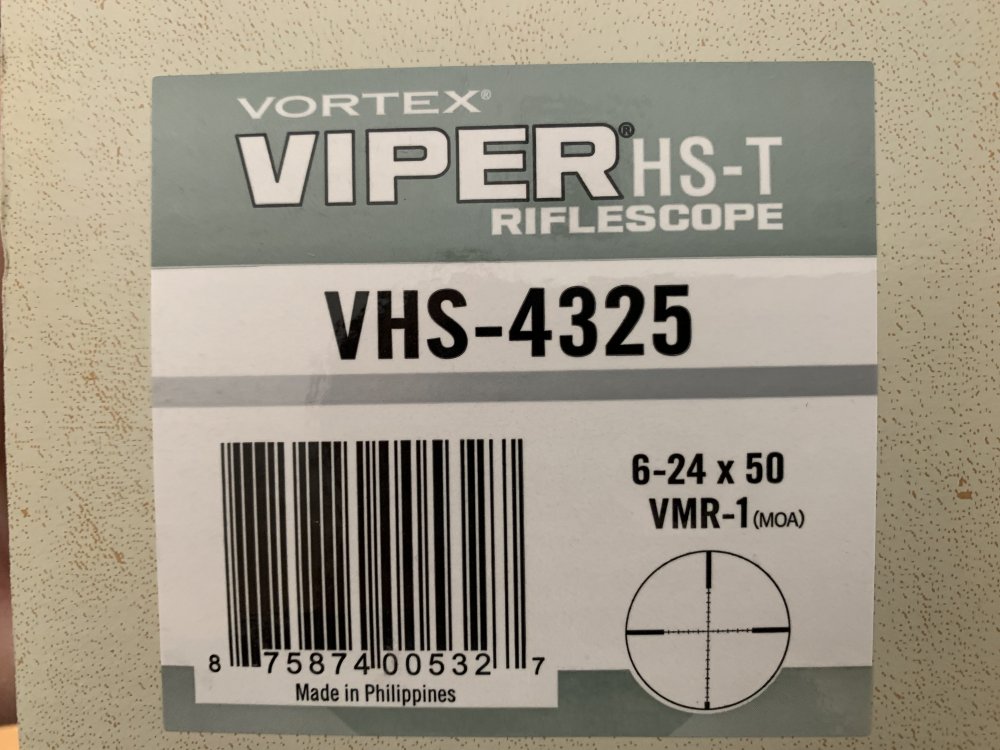 VORTEX®
VIPER® HS-T
RIFLESCOPE
VHS-4325
6-24 x 50
VMR-1 (MOA)
8 75874 00532 7
Made in Philippines